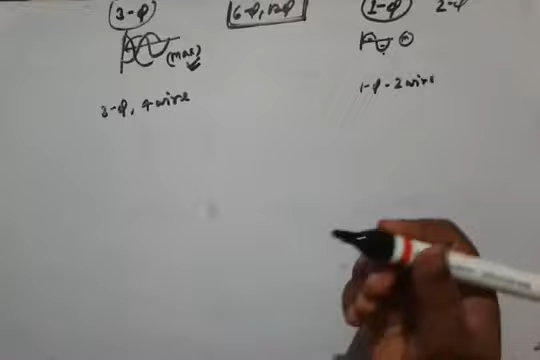 3-φ 6-φ, 12φ 1-φ 2-φ
(max)
3-φ, 4 wire 1-φ - 2 wire